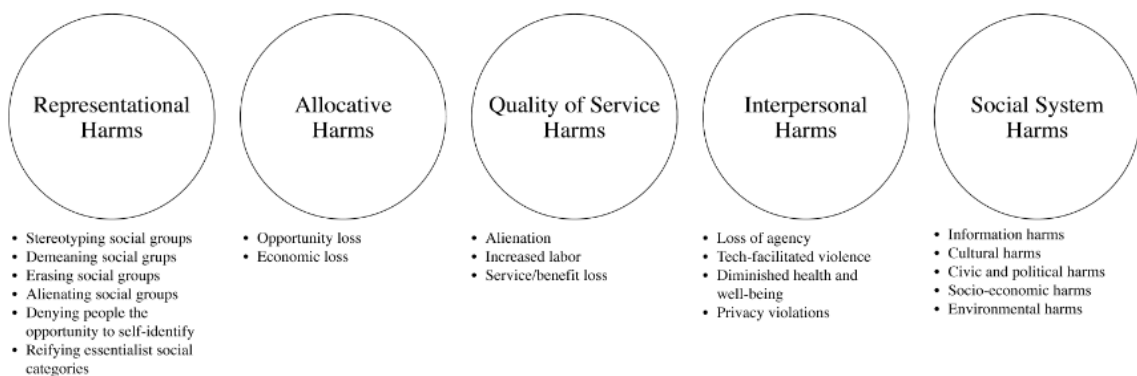 Representational
Harms
Allocative
Harms
Quality of Service
Harms
Interpersonal
Harms
Social System
Harms
• Stereotyping social groups
• Demeaning social grups
• Erasing social groups
• Alienating social groups
• Denying people the
opportunity to self-identify
• Reifying essentialist social
categories
• Opportunity loss
• Economic loss
• Alienation
• Increased labor
• Service/benefit loss
• Loss of agency
• Tech-facilitated violence
• Diminished health and
well-being
• Privacy violations
• Information harms
• Cultural harms
• Civic and political harms
• Socio-economic harms
• Environmental harms